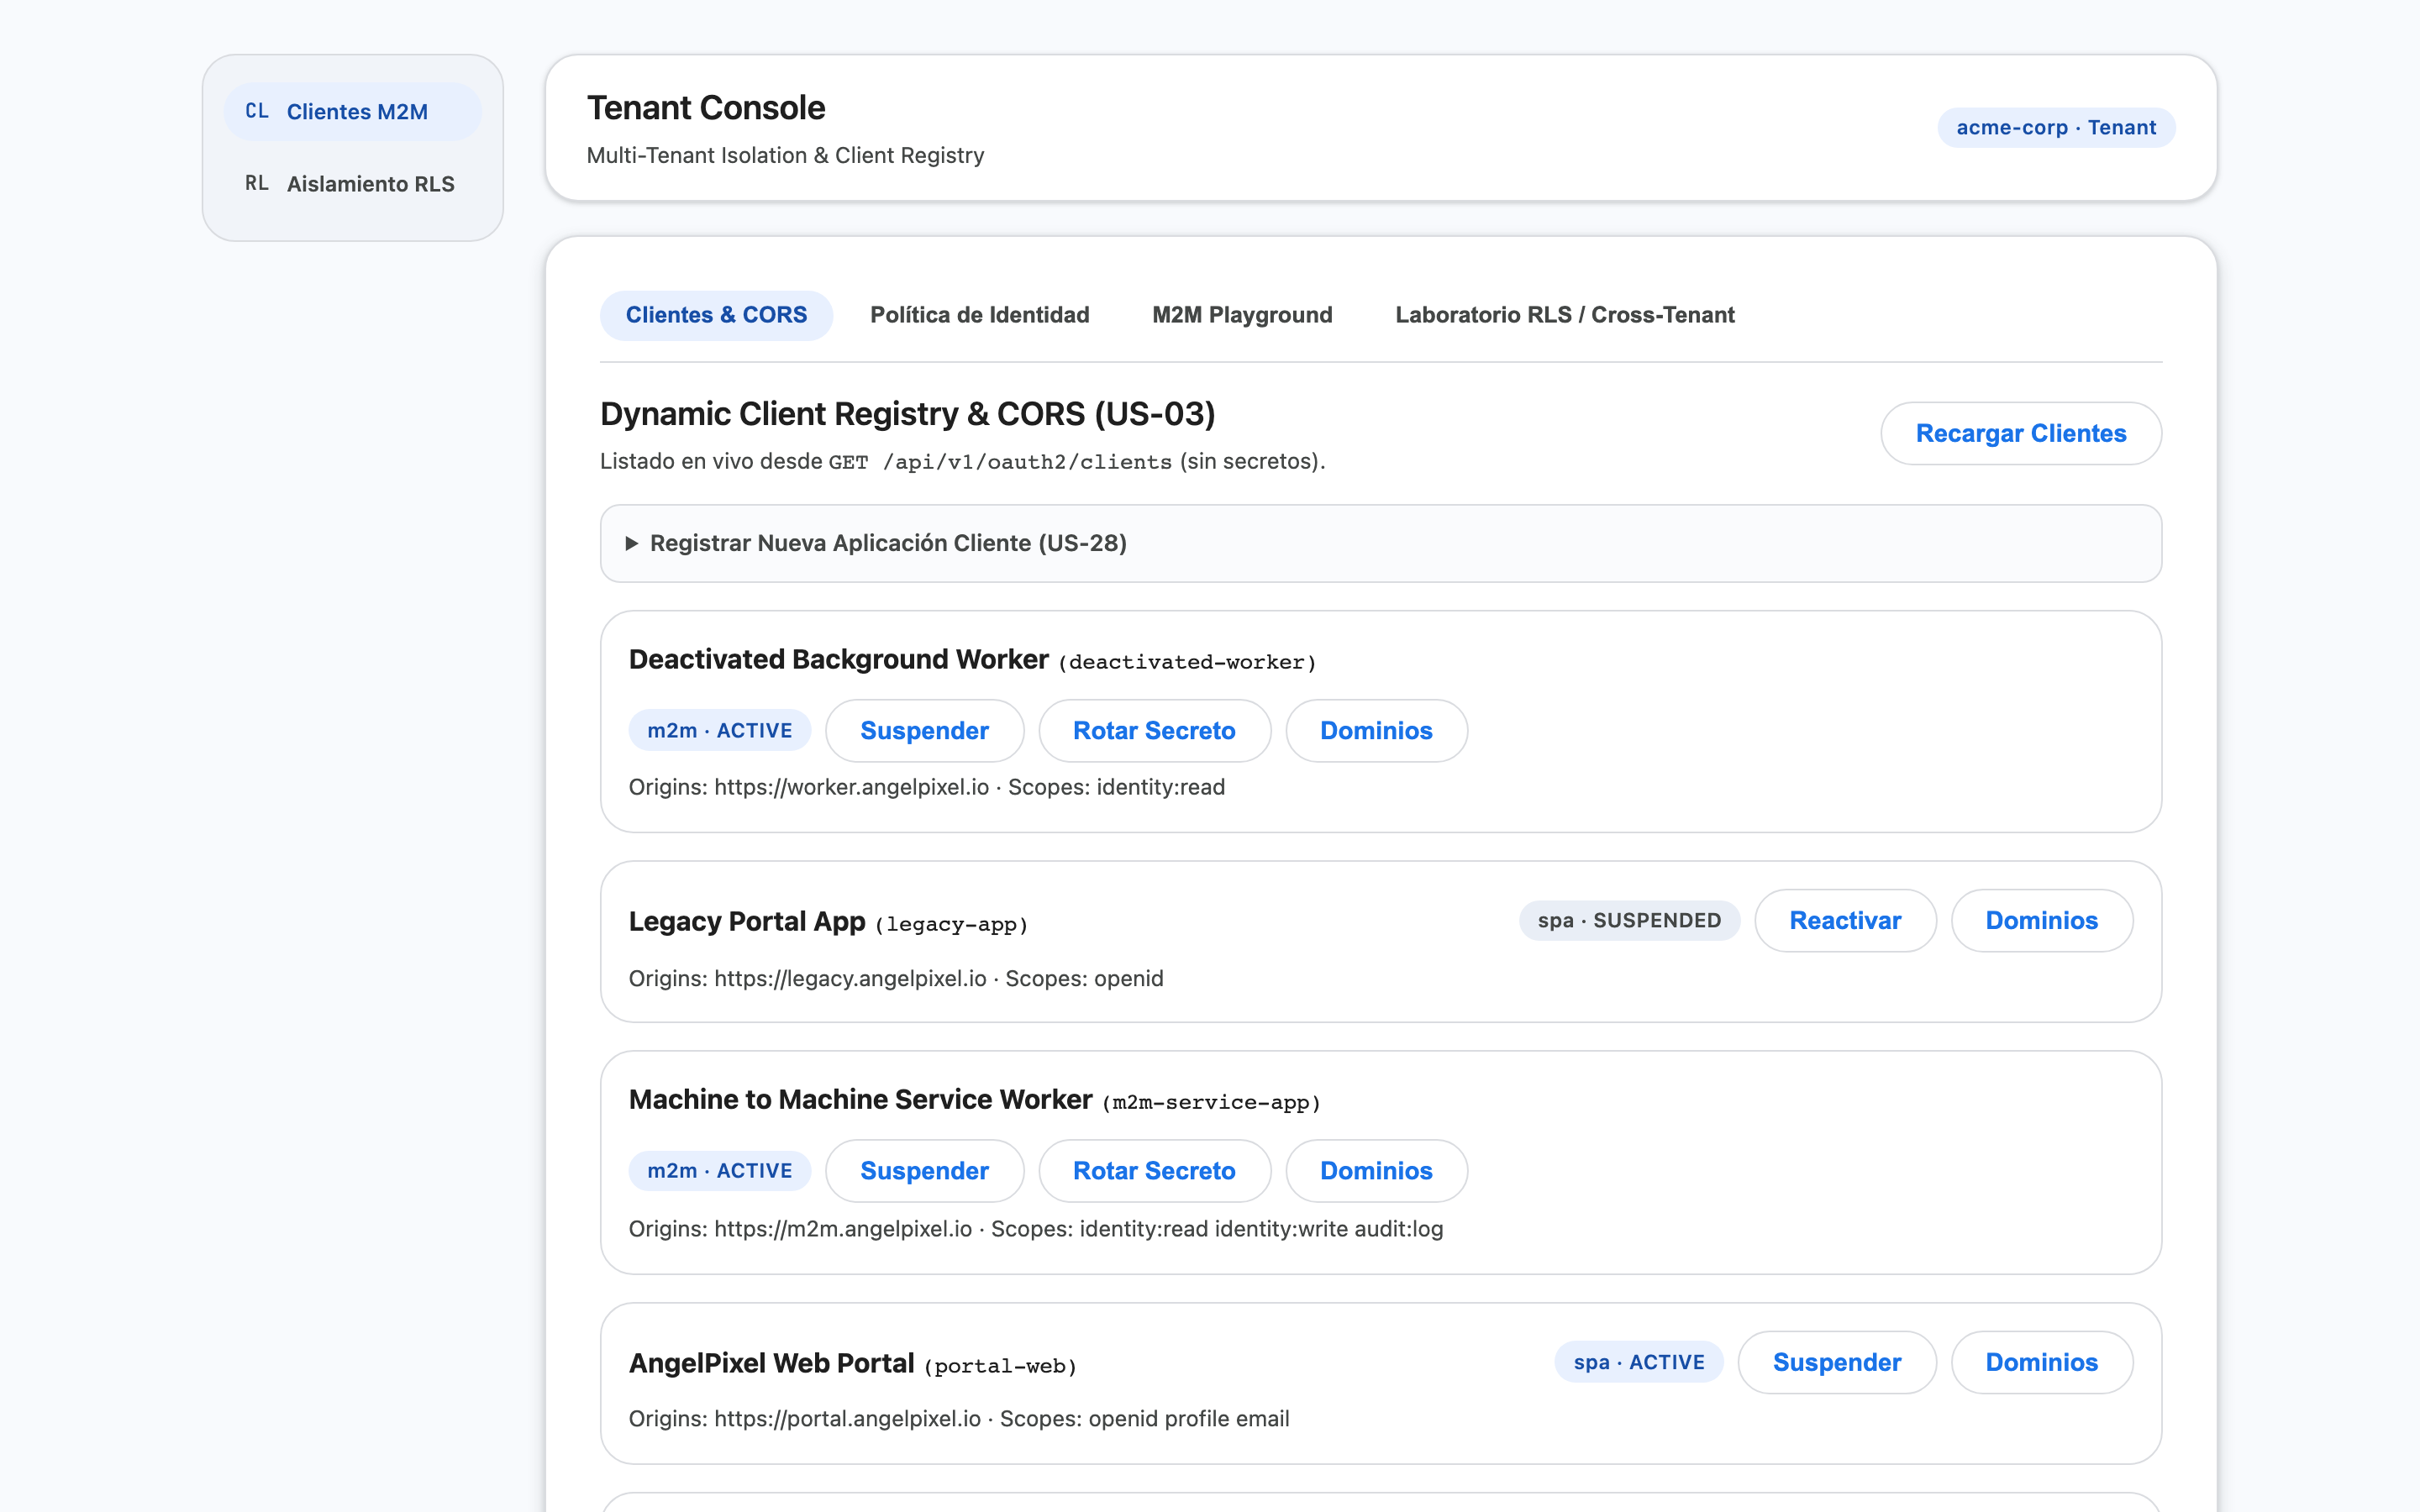 CL Clientes M2M
RL Aislamiento RLS
Tenant Console
Multi-Tenant Isolation & Client Registry
acme-corp · Tenant
Clientes & CORS Política de Identidad M2M Playground Laboratorio RLS / Cross-Tenant
Dynamic Client Registry & CORS (US-03)
Listado en vivo desde GET /api/v1/oauth2/clients (sin secretos).
Recargar Clientes
Registrar Nueva Aplicación Cliente (US-28)
Deactivated Background Worker (deactivated-worker)
m2m · ACTIVE Suspender Rotar Secreto Dominios
Origins: https://worker.angelpixel.io · Scopes: identity:read
Legacy Portal App (legacy-app) spa · SUSPENDED Reactivar Dominios
Origins: https://legacy.angelpixel.io · Scopes: openid
Machine to Machine Service Worker (m2m-service-app)
m2m · ACTIVE Suspender Rotar Secreto Dominios
Origins: https://m2m.angelpixel.io · Scopes: identity:read identity:write audit:log
AngelPixel Web Portal (portal-web) spa · ACTIVE Suspender Dominios
Origins: https://portal.angelpixel.io · Scopes: openid profile email